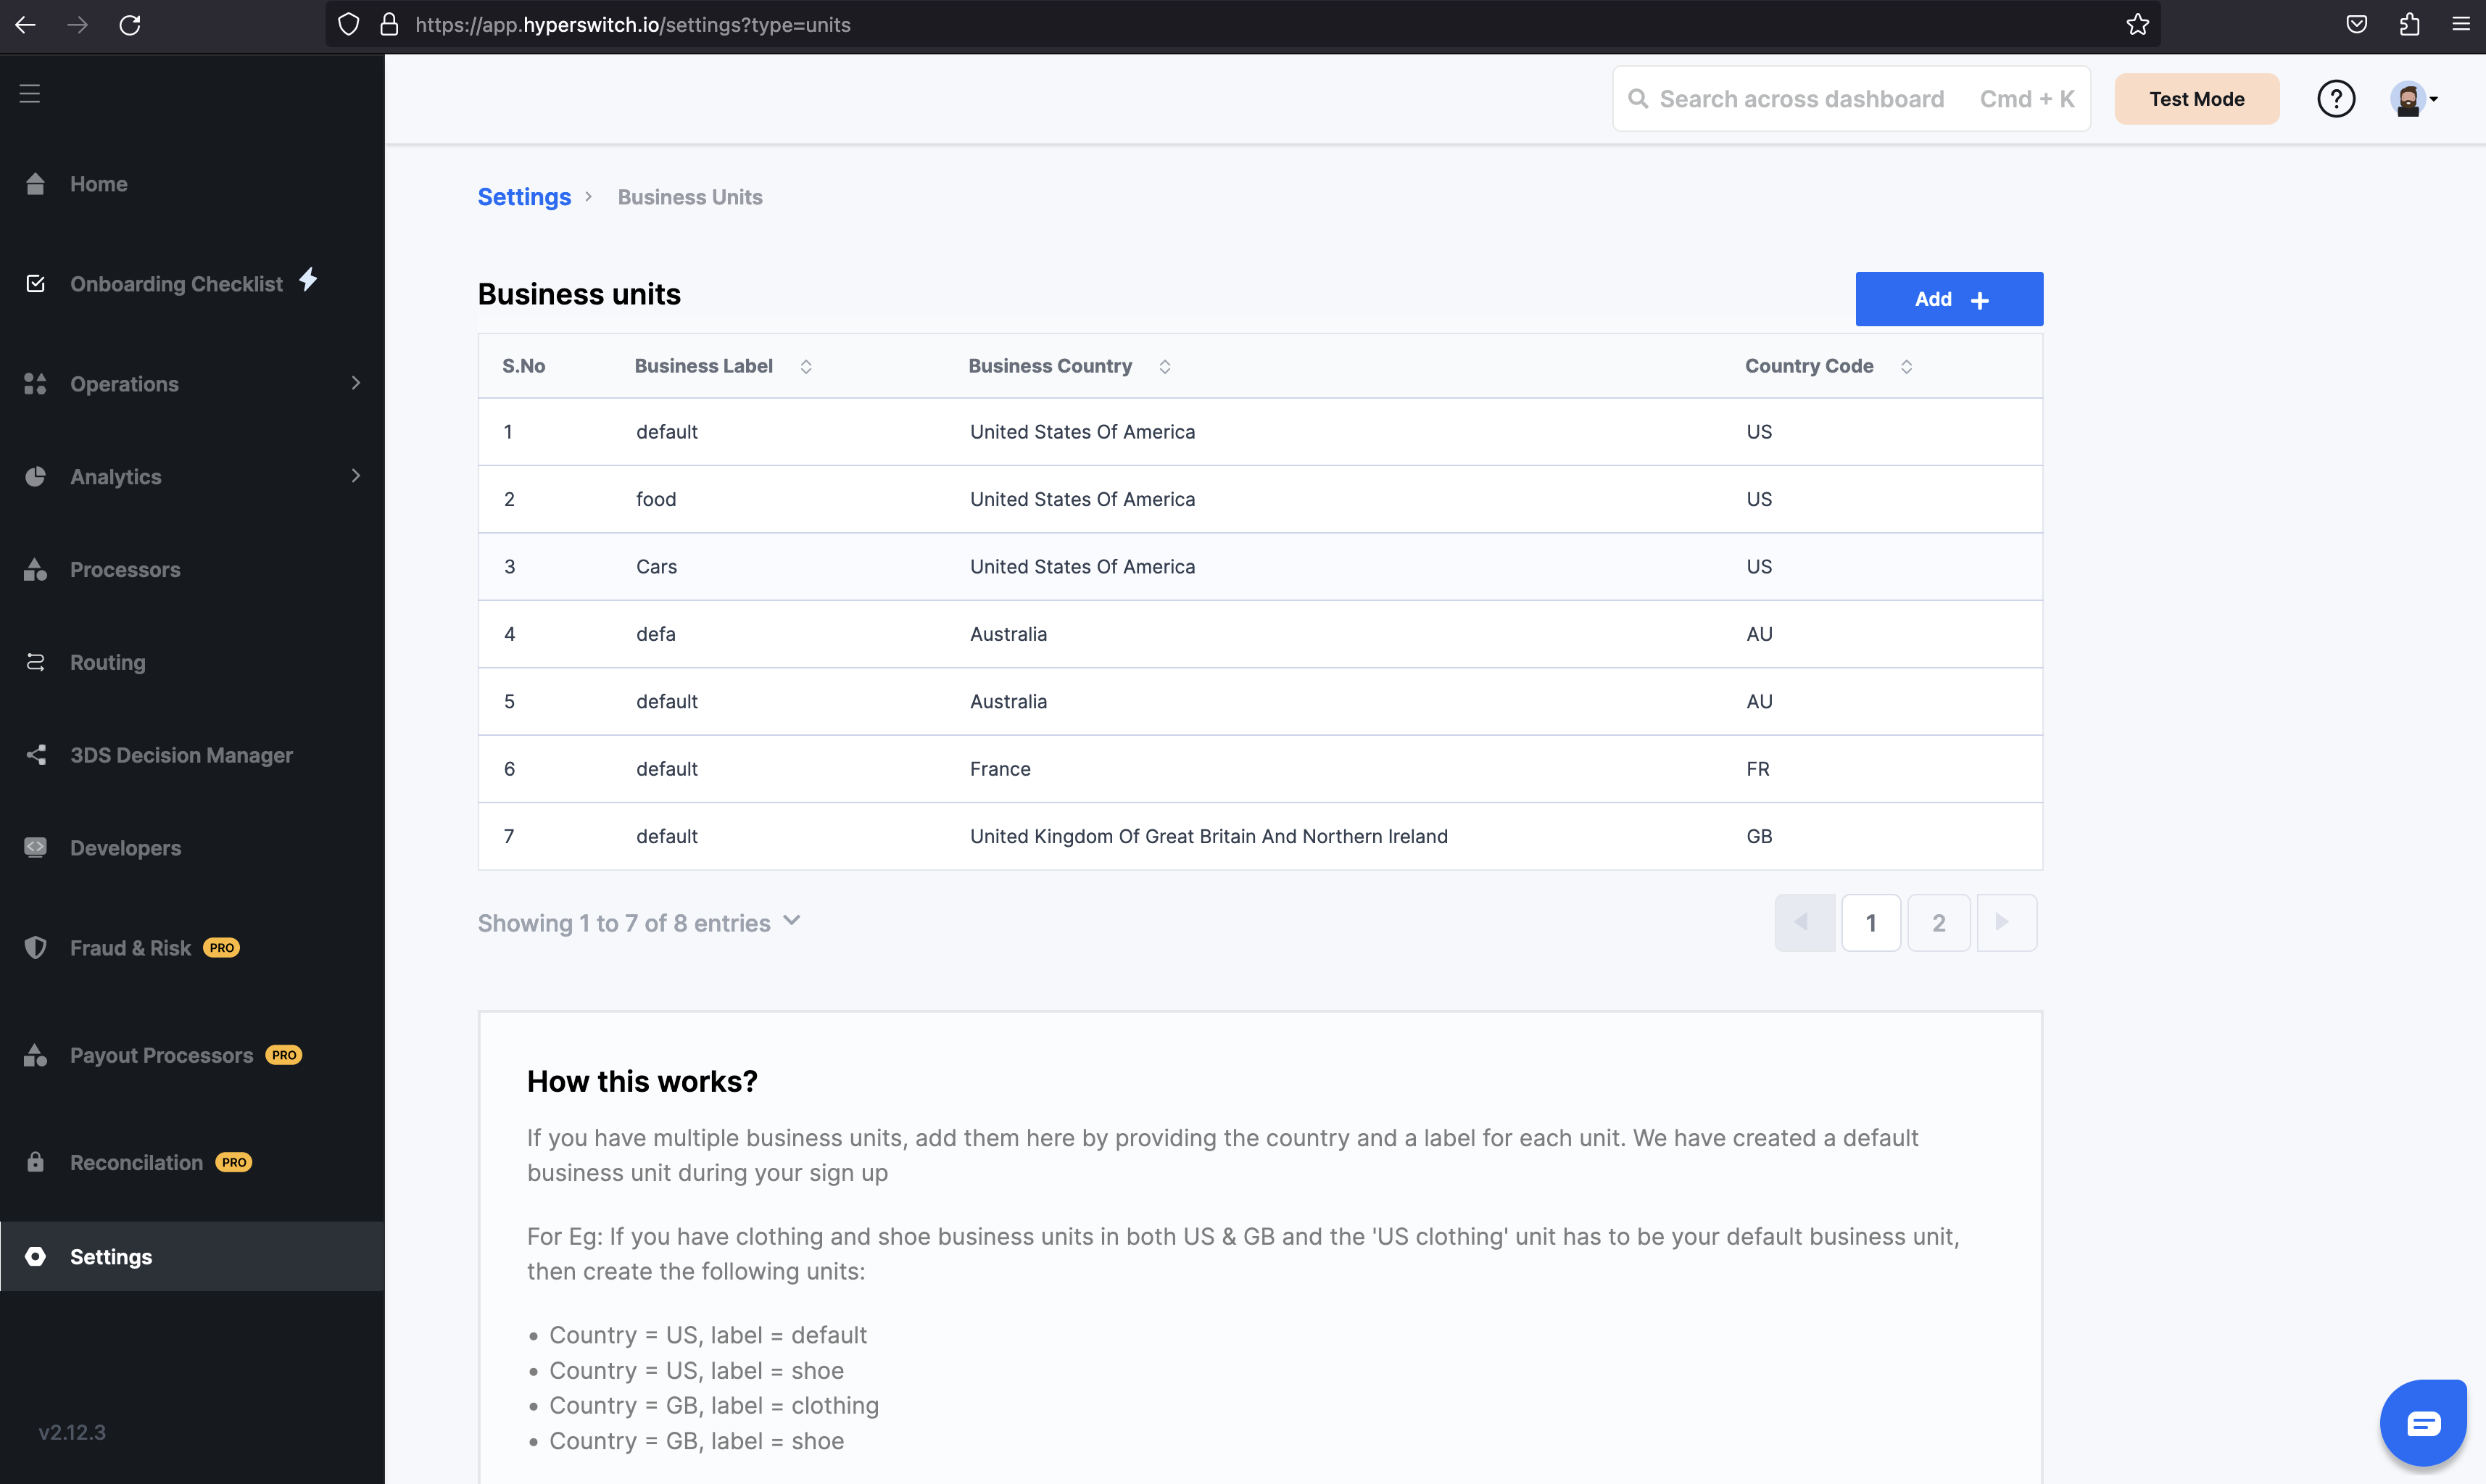 https://app.hyperswitch.io/settings?type=units
Search across dashboard Cmd + K
Test Mode
?
Home
Onboarding Checklist
Operations
Analytics
Processors
Routing
3DS Decision Manager
Developers
Fraud & Risk PRO
Payout Processors PRO
Reconcilation PRO
Settings
v2.12.3
Settings > Business Units
Business units
Add +
S.No Business Label Business Country Country Code
1 default United States Of America US
2 food United States Of America US
3 Cars United States Of America US
4 defa Australia AU
5 default Australia AU
6 default France FR
7 default United Kingdom Of Great Britain And Northern Ireland GB
Showing 1 to 7 of 8 entries
1 2
How this works?
If you have multiple business units, add them here by providing the country and a label for each unit. We have created a default
business unit during your sign up
For Eg: If you have clothing and shoe business units in both US & GB and the 'US clothing' unit has to be your default business unit,
then create the following units:
• Country = US, label = default
• Country = US, label = shoe
• Country = GB, label = clothing
• Country = GB, label = shoe